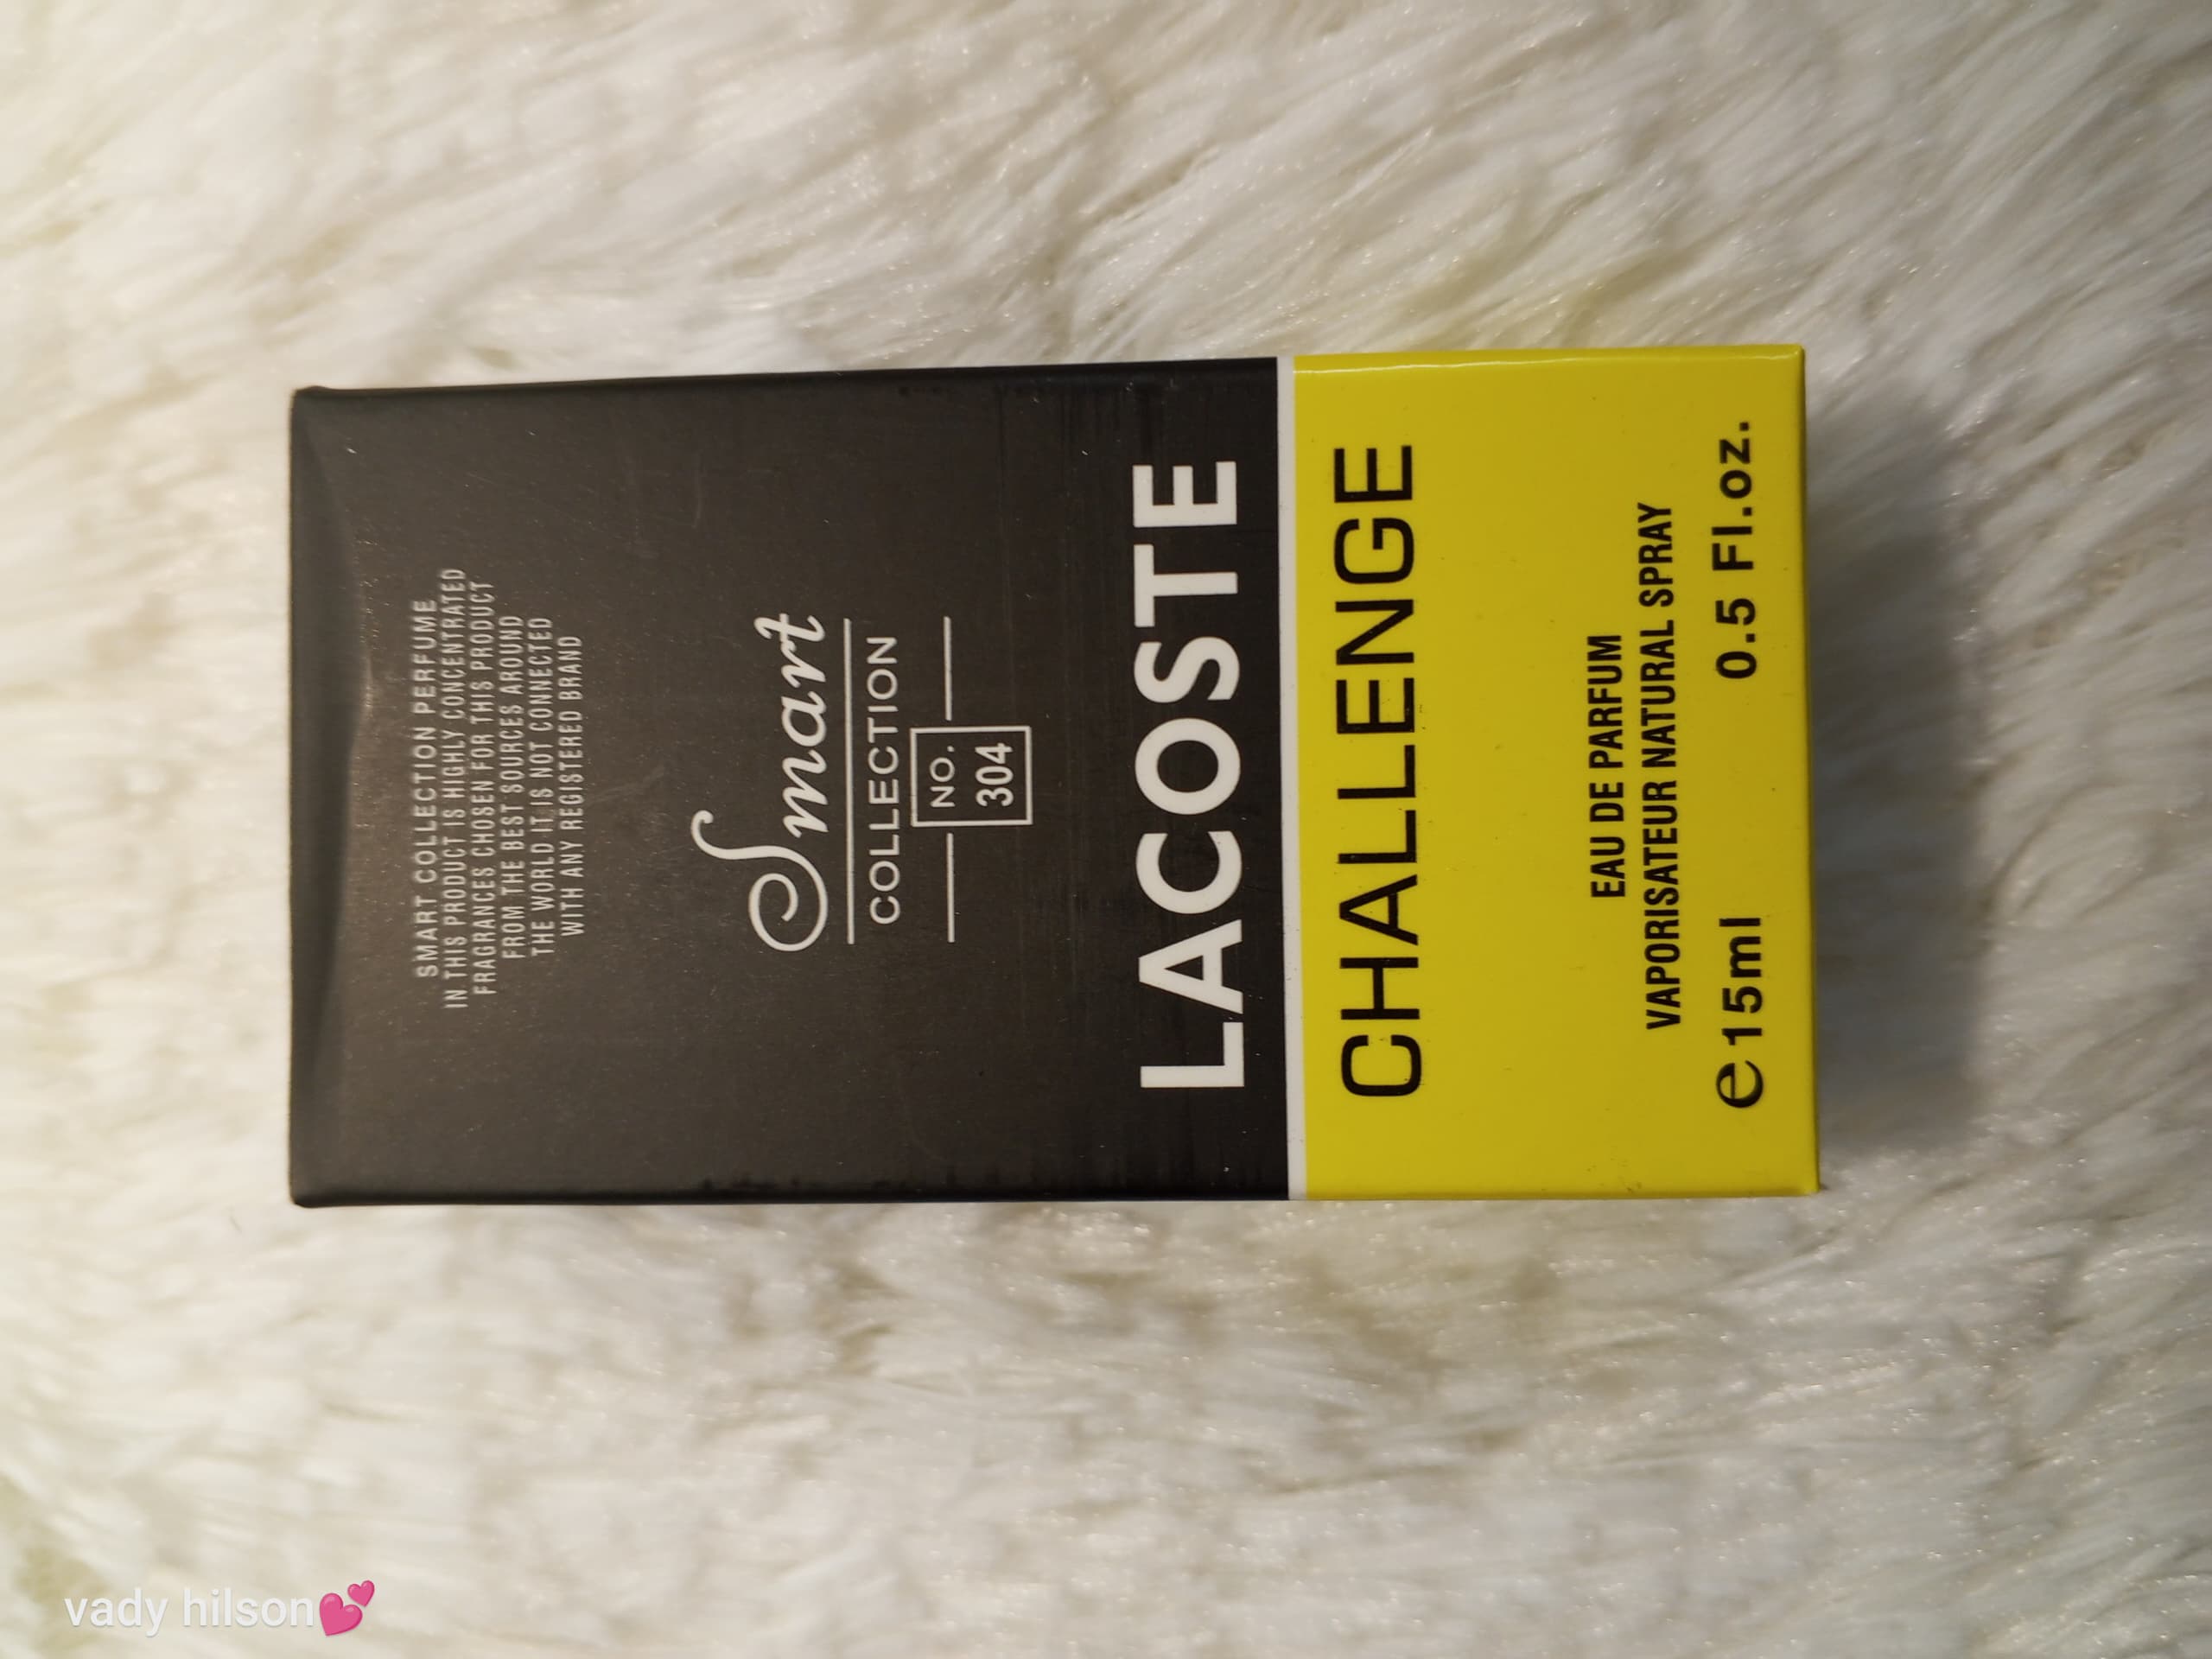 vady hilson💕
SMART COLLECTION PERFUME
IN THIS PRODUCT IS HIGHLY CONCENTRATED
FRAGRANCES CHOSEN FOR THIS PRODUCT
FROM THE BEST SOURCES AROUND
THE WORLD IT IS NOT CONNECTED
WITH ANY REGISTERED BRAND
Smart
COLLECTION
NO.
304
LACOSTE
CHALLENGE
EAU DE PARFUM
VAPORISATEUR NATURAL SPRAY
e 15ml 0.5 Fl.oz.